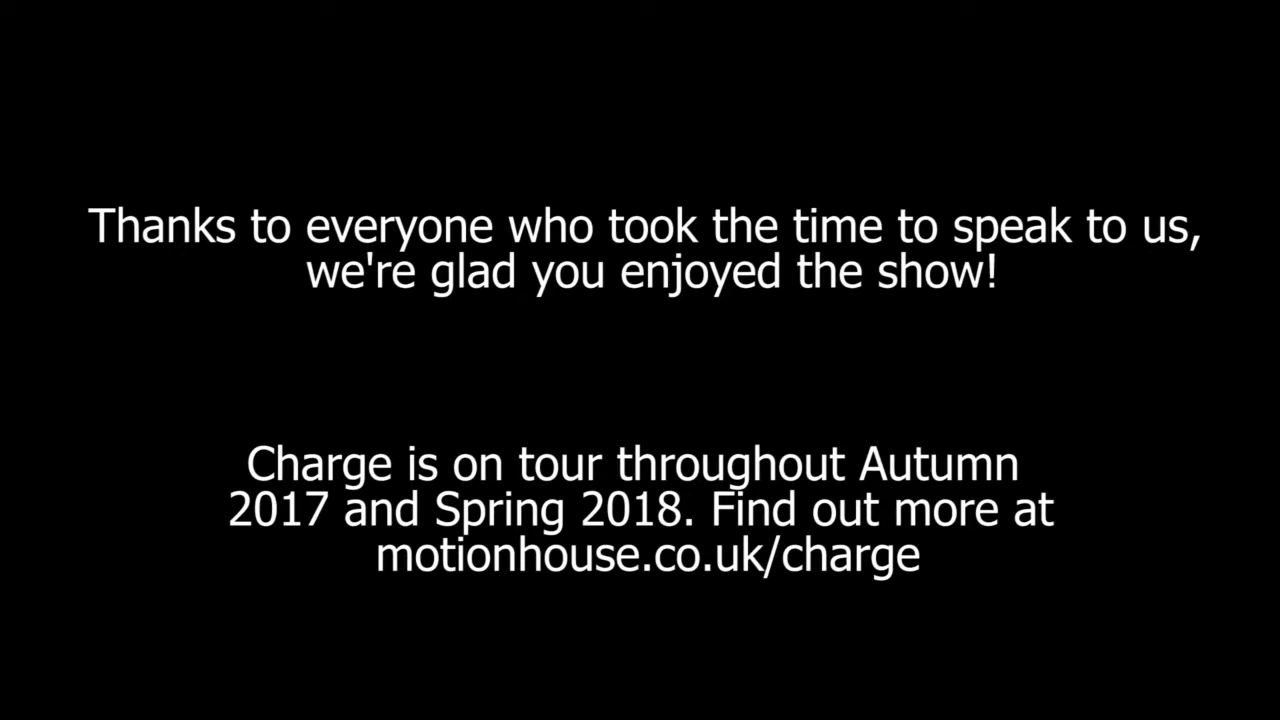 Thanks to everyone who took the time to speak to us,
we're glad you enjoyed the show!
Charge is on tour throughout Autumn
2017 and Spring 2018. Find out more at
motionhouse.co.uk/charge